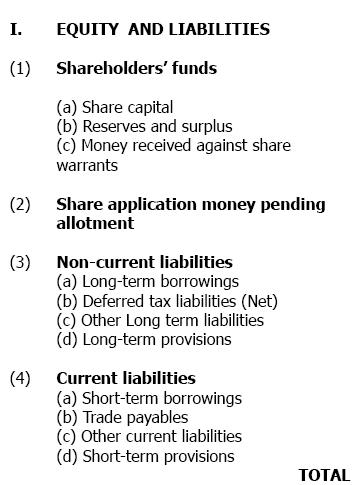 I. EQUITY AND LIABILITIES
(1) Shareholders’ funds
(a) Share capital
(b) Reserves and surplus
(c) Money received against share
warrants
(2) Share application money pending
allotment
(3) Non-current liabilities
(a) Long-term borrowings
(b) Deferred tax liabilities (Net)
(c) Other Long term liabilities
(d) Long-term provisions
(4) Current liabilities
(a) Short-term borrowings
(b) Trade payables
(c) Other current liabilities
(d) Short-term provisions
TOTAL